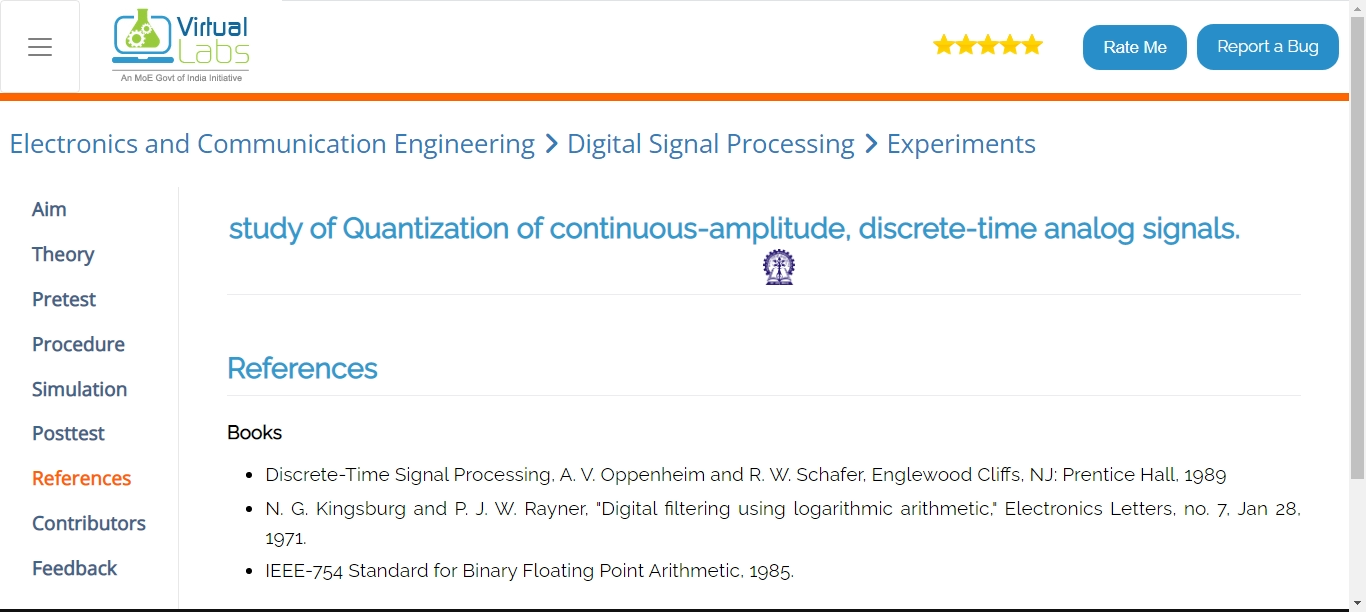 Virtual
Labs
An MoE Govt of India Initiative
Rate Me
Report a Bug
Electronics and Communication Engineering > Digital Signal Processing > Experiments
Aim
Theory
Pretest
Procedure
Simulation
Posttest
References
Contributors
Feedback
study of Quantization of continuous-amplitude, discrete-time analog signals.
References
Books
• Discrete-Time Signal Processing, A. V. Oppenheim and R. W. Schafer, Englewood Cliffs, NJ: Prentice Hall, 1989
• N. G. Kingsburg and P. J. W. Rayner, "Digital filtering using logarithmic arithmetic," Electronics Letters, no. 7, Jan 28,
1971.
• IEEE-754 Standard for Binary Floating Point Arithmetic, 1985.